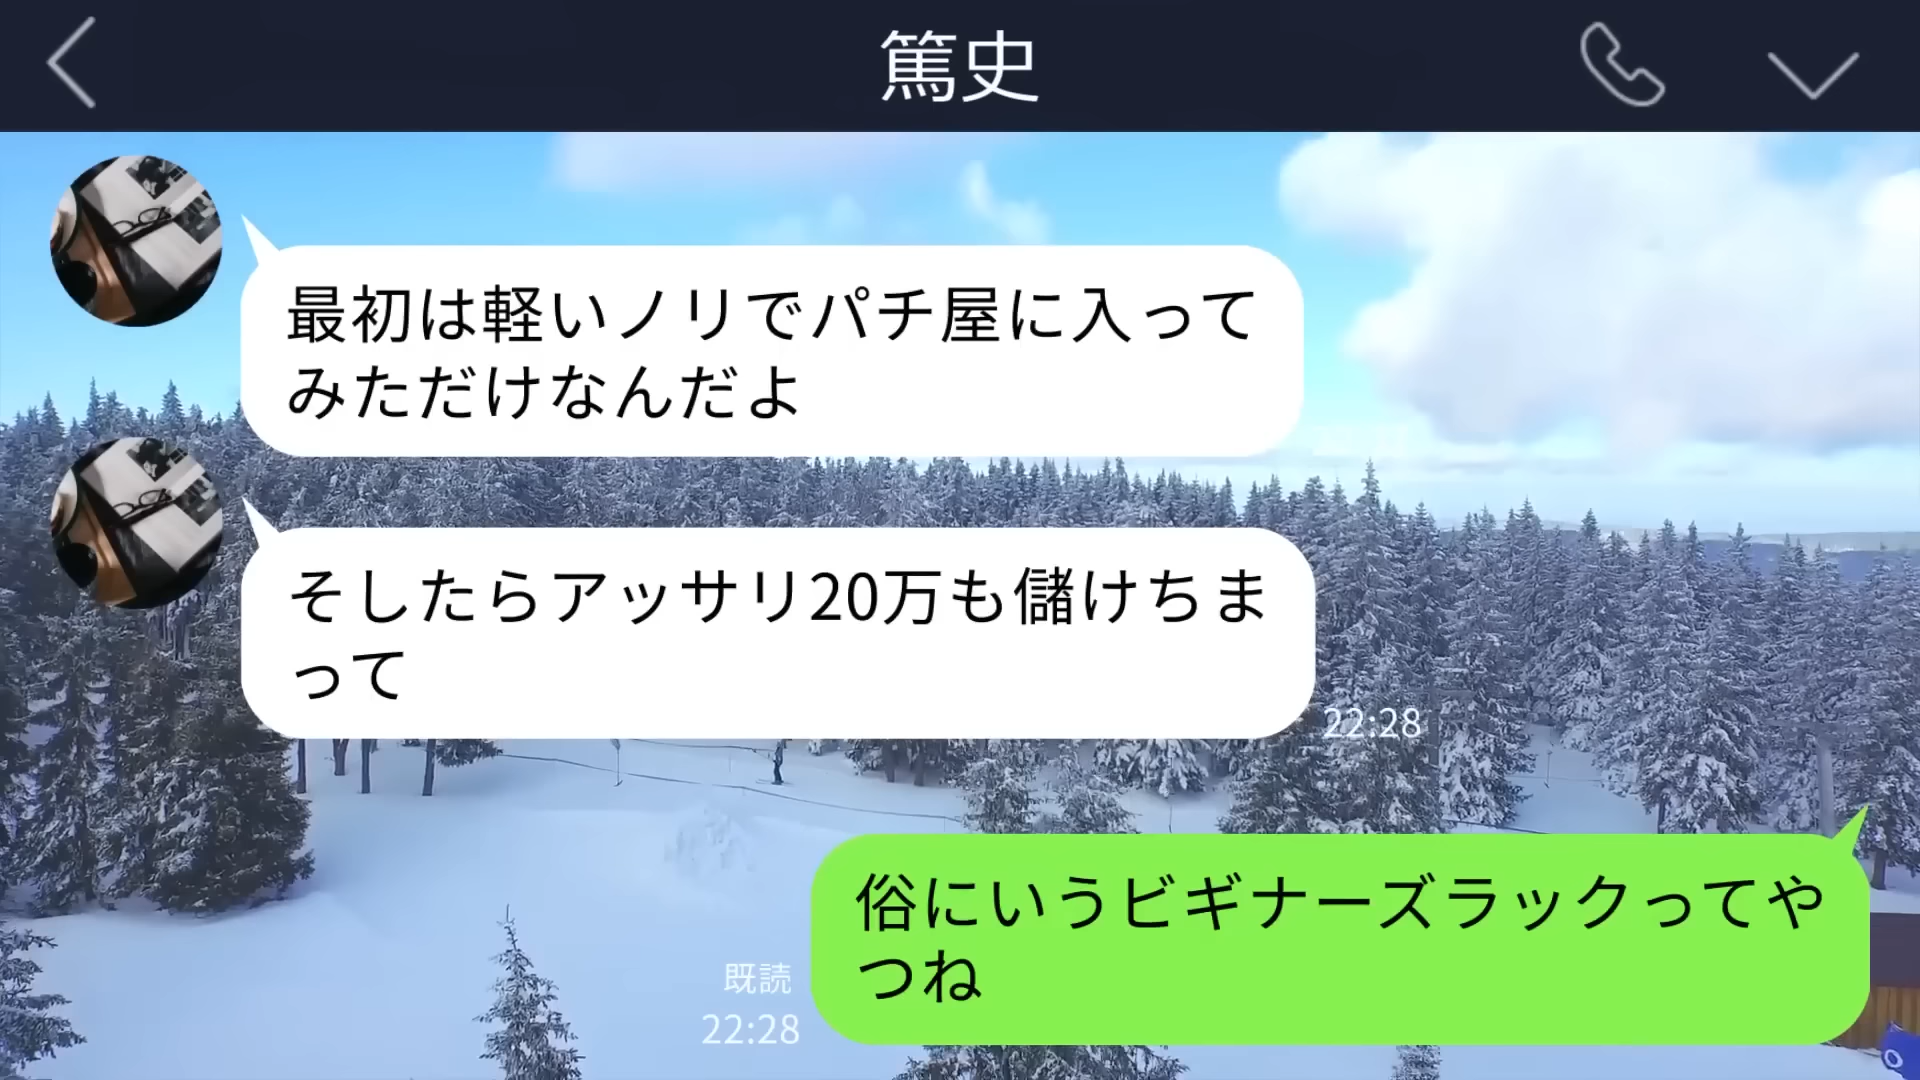 篤史
最初は軽いノリでパチ屋に入って
みただけなんだよ
そしたらアッサリ20万も儲けちま
って
22:28
俗にいうビギナーズラックってや
つね
既読
22:28